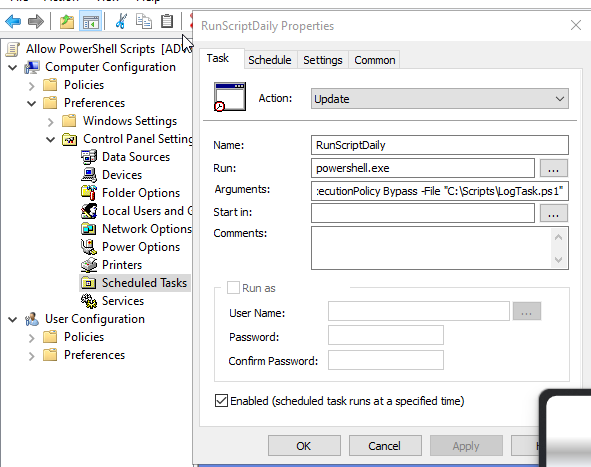 RunScriptDaily Properties
Allow PowerShell Scripts [AD
Computer Configuration
Policies
Preferences
Windows Settings
Control Panel Setting
Data Sources
Devices
Folder Options
Local Users and G
Network Options
Power Options
Printers
Scheduled Tasks
Services
User Configuration
Policies
Preferences
Task
Schedule
Settings
Common
Action:
Update
Name:
RunScriptDaily
Run:
powershell.exe
...
Arguments:
:ecutionPolicy Bypass -File "C:\Scripts\LogTask.ps1"
Start in:
...
Comments:
Run as
User Name:
...
Password:
Confirm Password:
Enabled (scheduled task runs at a specified time)
OK
Cancel
Apply
H